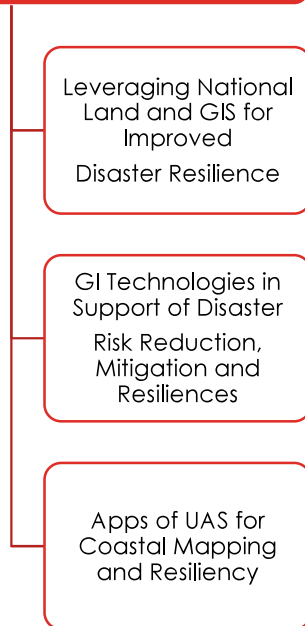 Leveraging National
Land and GIS for
Improved
Disaster Resilience
GI Technologies in
Support of Disaster
Risk Reduction,
Mitigation and
Resiliences
Apps of UAS for
Coastal Mapping
and Resiliency